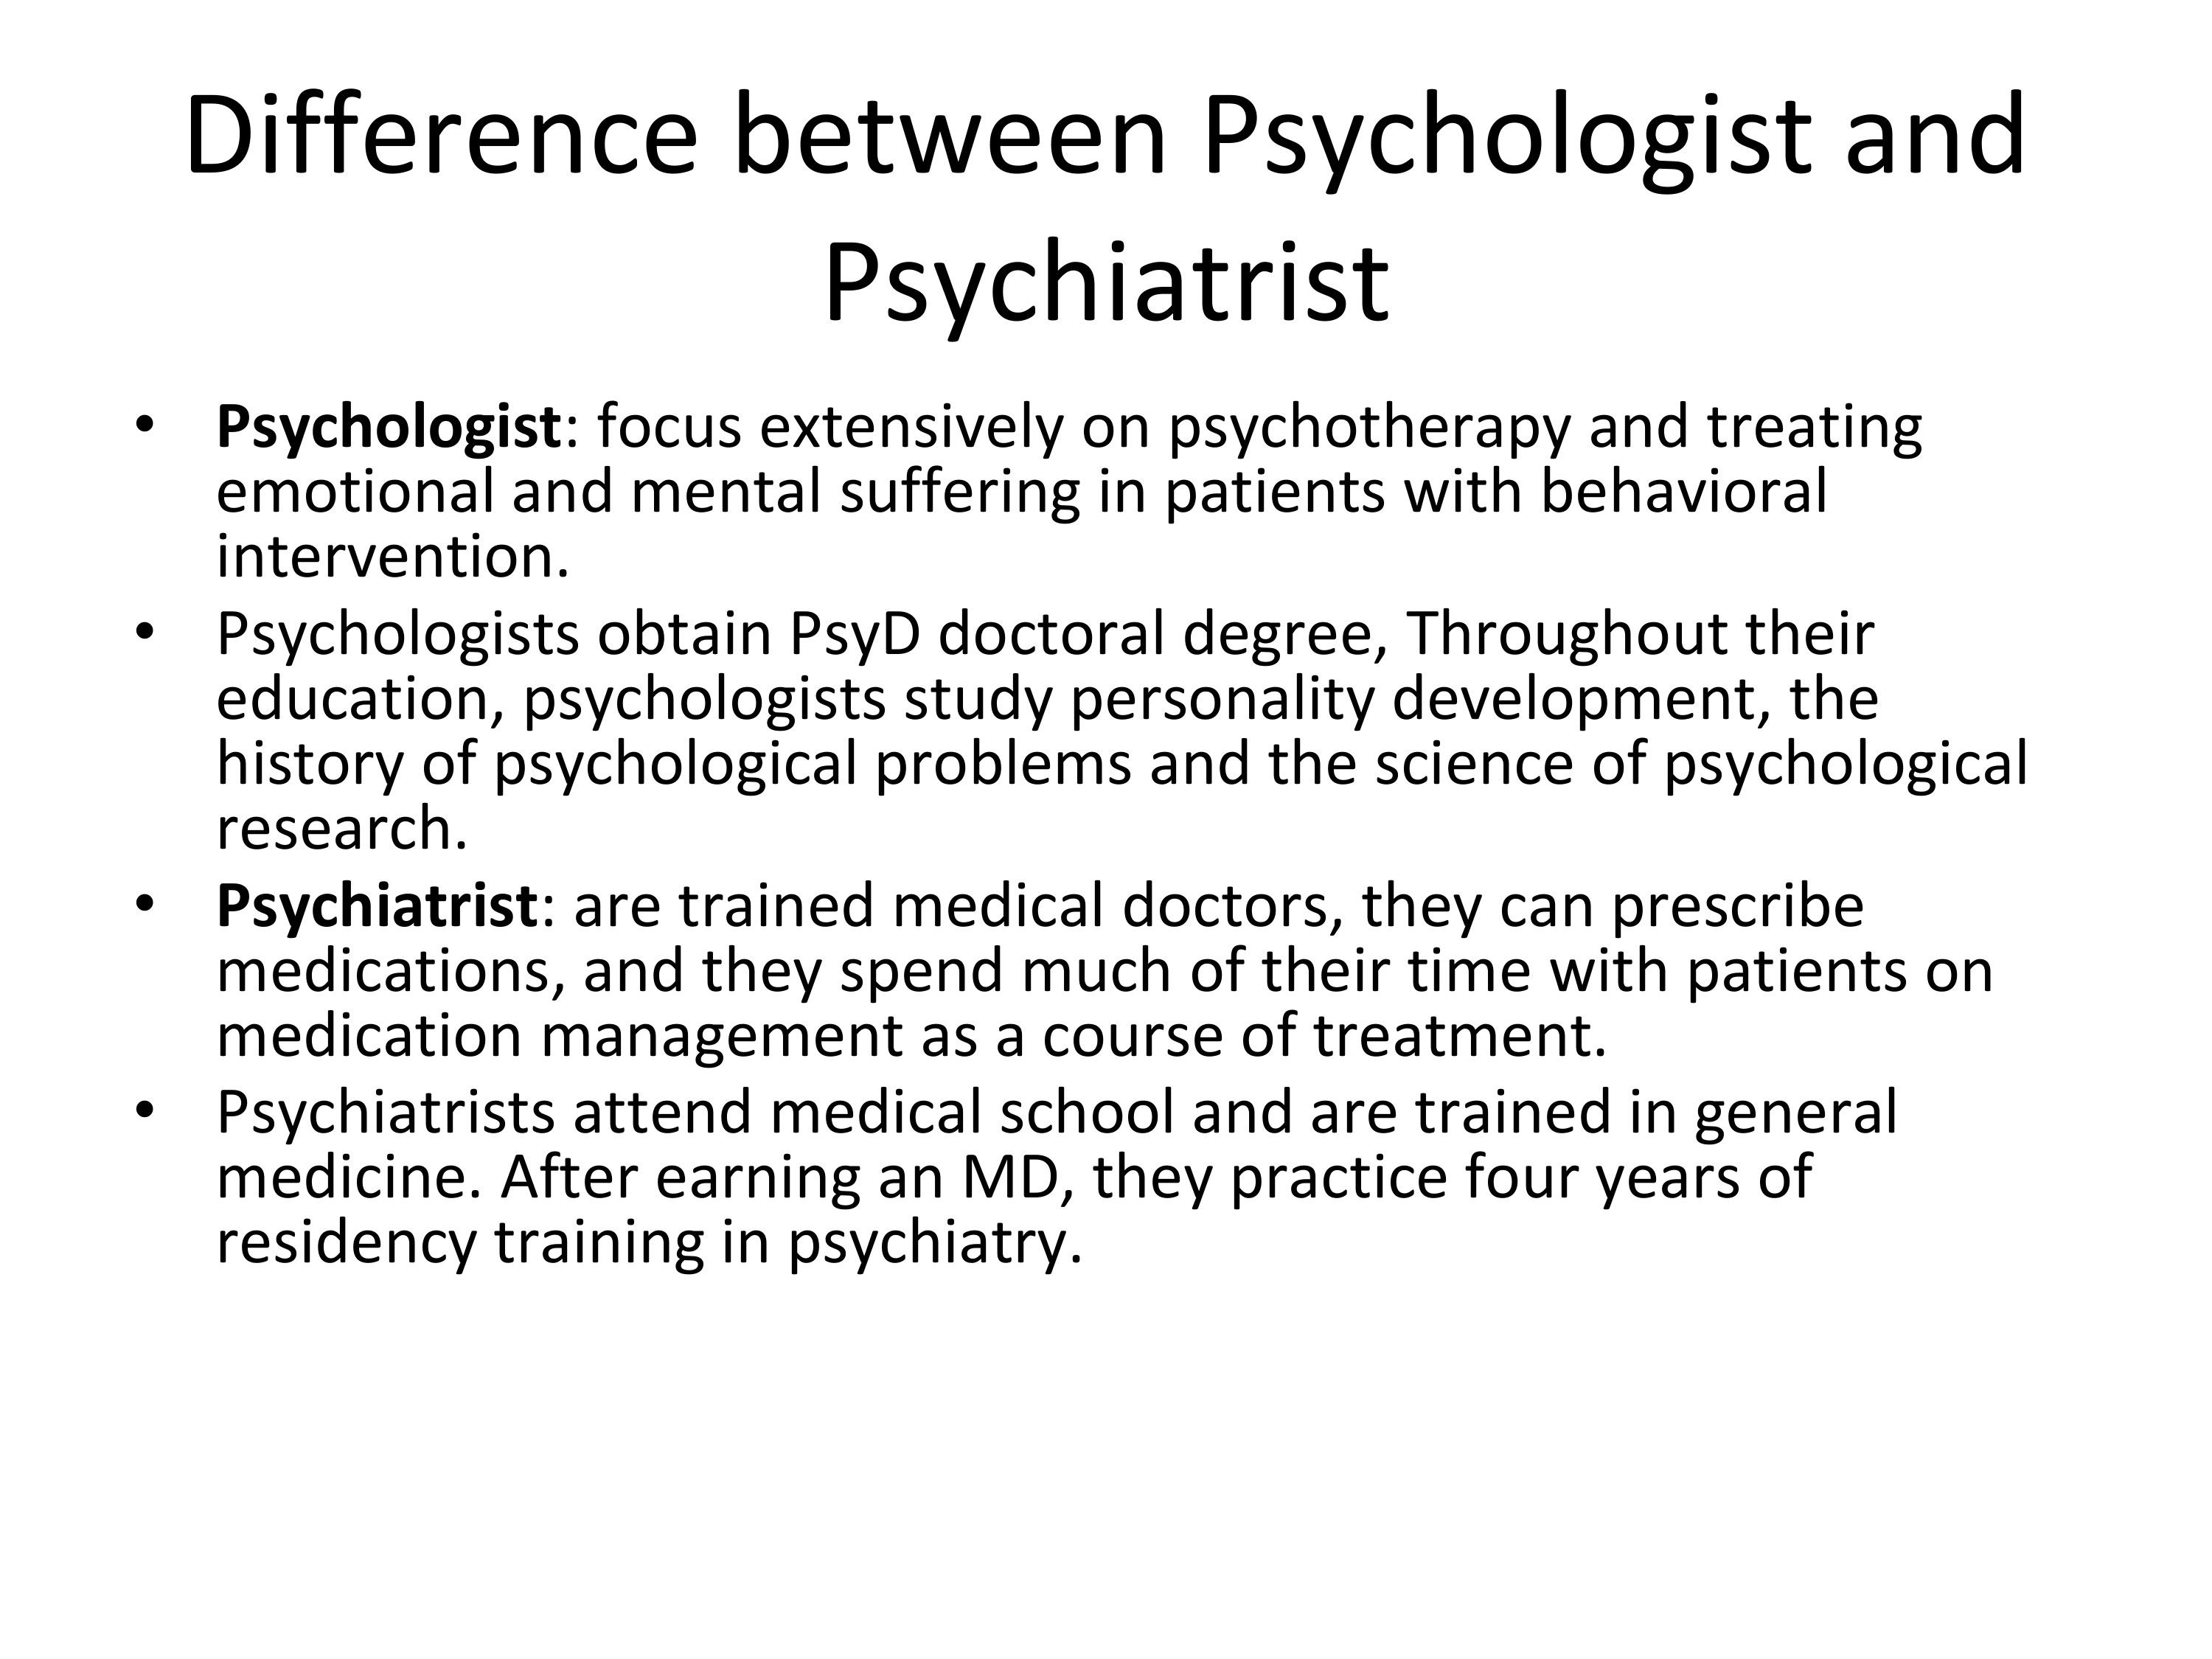 Difference between Psychologist and
Psychiatrist
• Psychologist: focus extensively on psychotherapy and treating
emotional and mental suffering in patients with behavioral
intervention.
• Psychologists obtain PsyD doctoral degree, Throughout their
education, psychologists study personality development, the
history of psychological problems and the science of psychological
research.
• Psychiatrist: are trained medical doctors, they can prescribe
medications, and they spend much of their time with patients on
medication management as a course of treatment.
• Psychiatrists attend medical school and are trained in general
medicine. After earning an MD, they practice four years of
residency training in psychiatry.